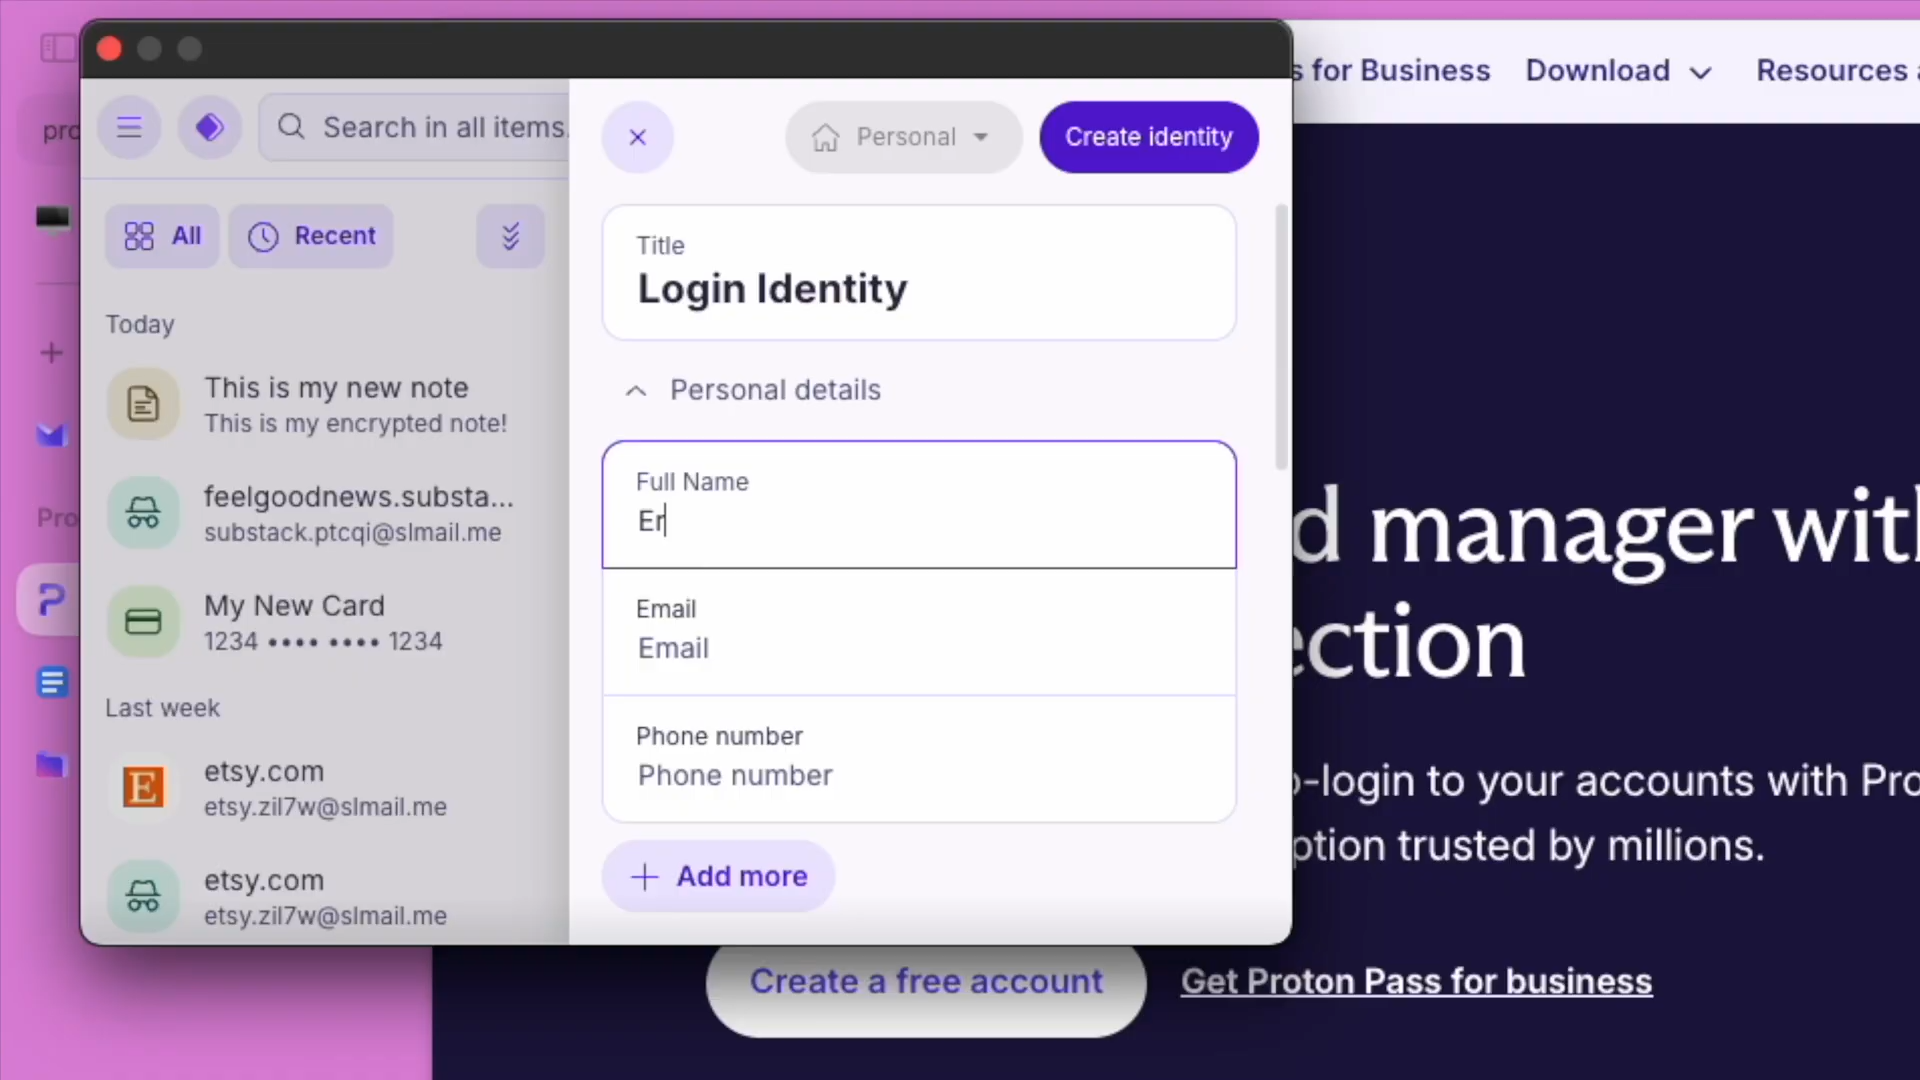 s for Business
Download
Resources
Search in all items.
Personal
Create identity
All
Recent
Title
Login Identity
Today
Personal details
This is my new note
This is my encrypted note!
Full Name
Er
feelgoodnews.substa...
substack.ptcqi@slmail.me
Email
Email
My New Card
1234 •••• •••• 1234
Last week
Phone number
Phone number
etsy.com
etsy.zil7w@slmail.me
Add more
etsy.com
etsy.zil7w@slmail.me
d manager with
ection
o-login to your accounts with Pro
ption trusted by millions.
Create a free account
Get Proton Pass for business
pro
Pro